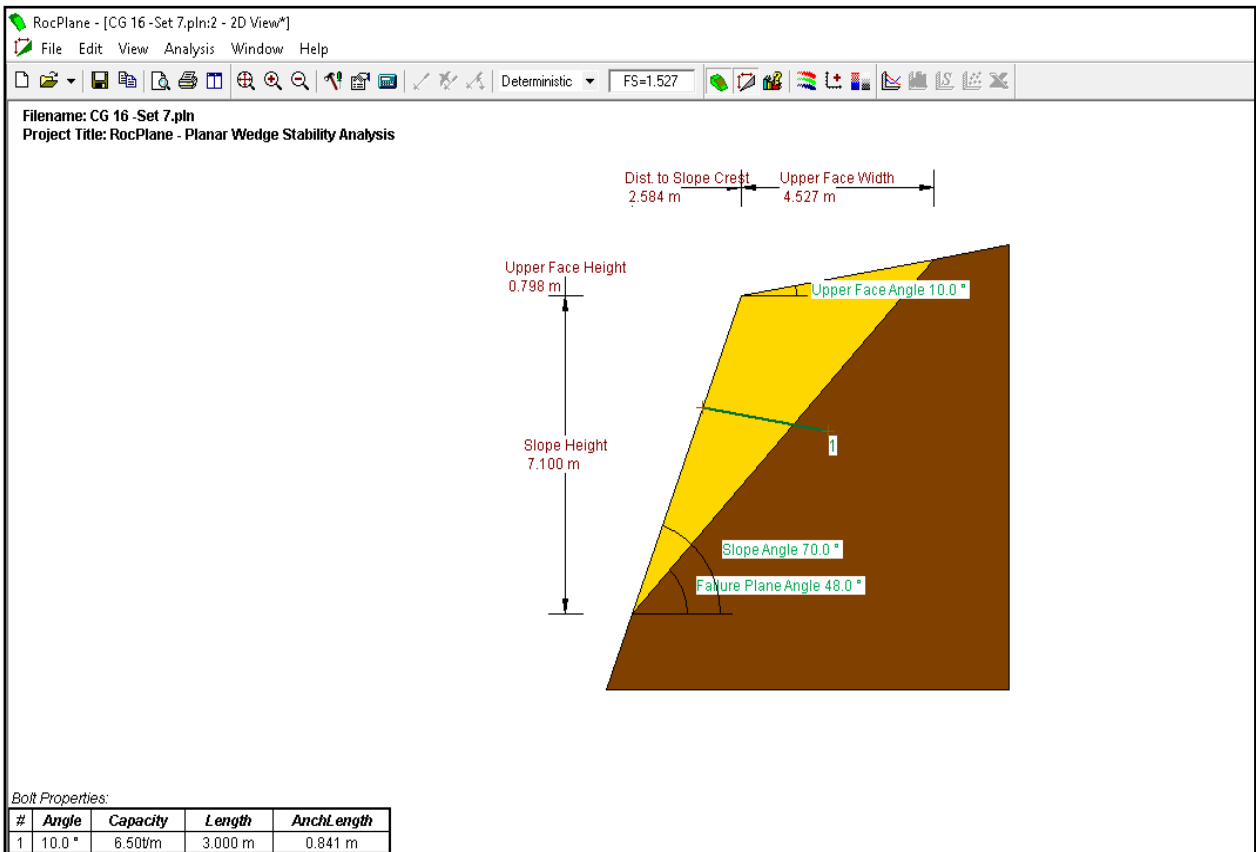 RocPlane - [CG 16 -Set 7.pln:2 - 2D View*]
File Edit View Analysis Window Help
Deterministic FS=1.527
Filename: CG 16 -Set 7.pln
Project Title: RocPlane - Planar Wedge Stability Analysis
Dist. to Slope Crest Upper Face Width
2.584 m 4.527 m
Upper Face Height
0.798 m
Upper Face Angle 10.0 °
1
Slope Height
7.100 m
Slope Angle 70.0 °
Failure Plane Angle 48.0 °
Bolt Properties:
# Angle Capacity Length AnchLength
1 10.0 ° 6.50t/m 3.000 m 0.841 m